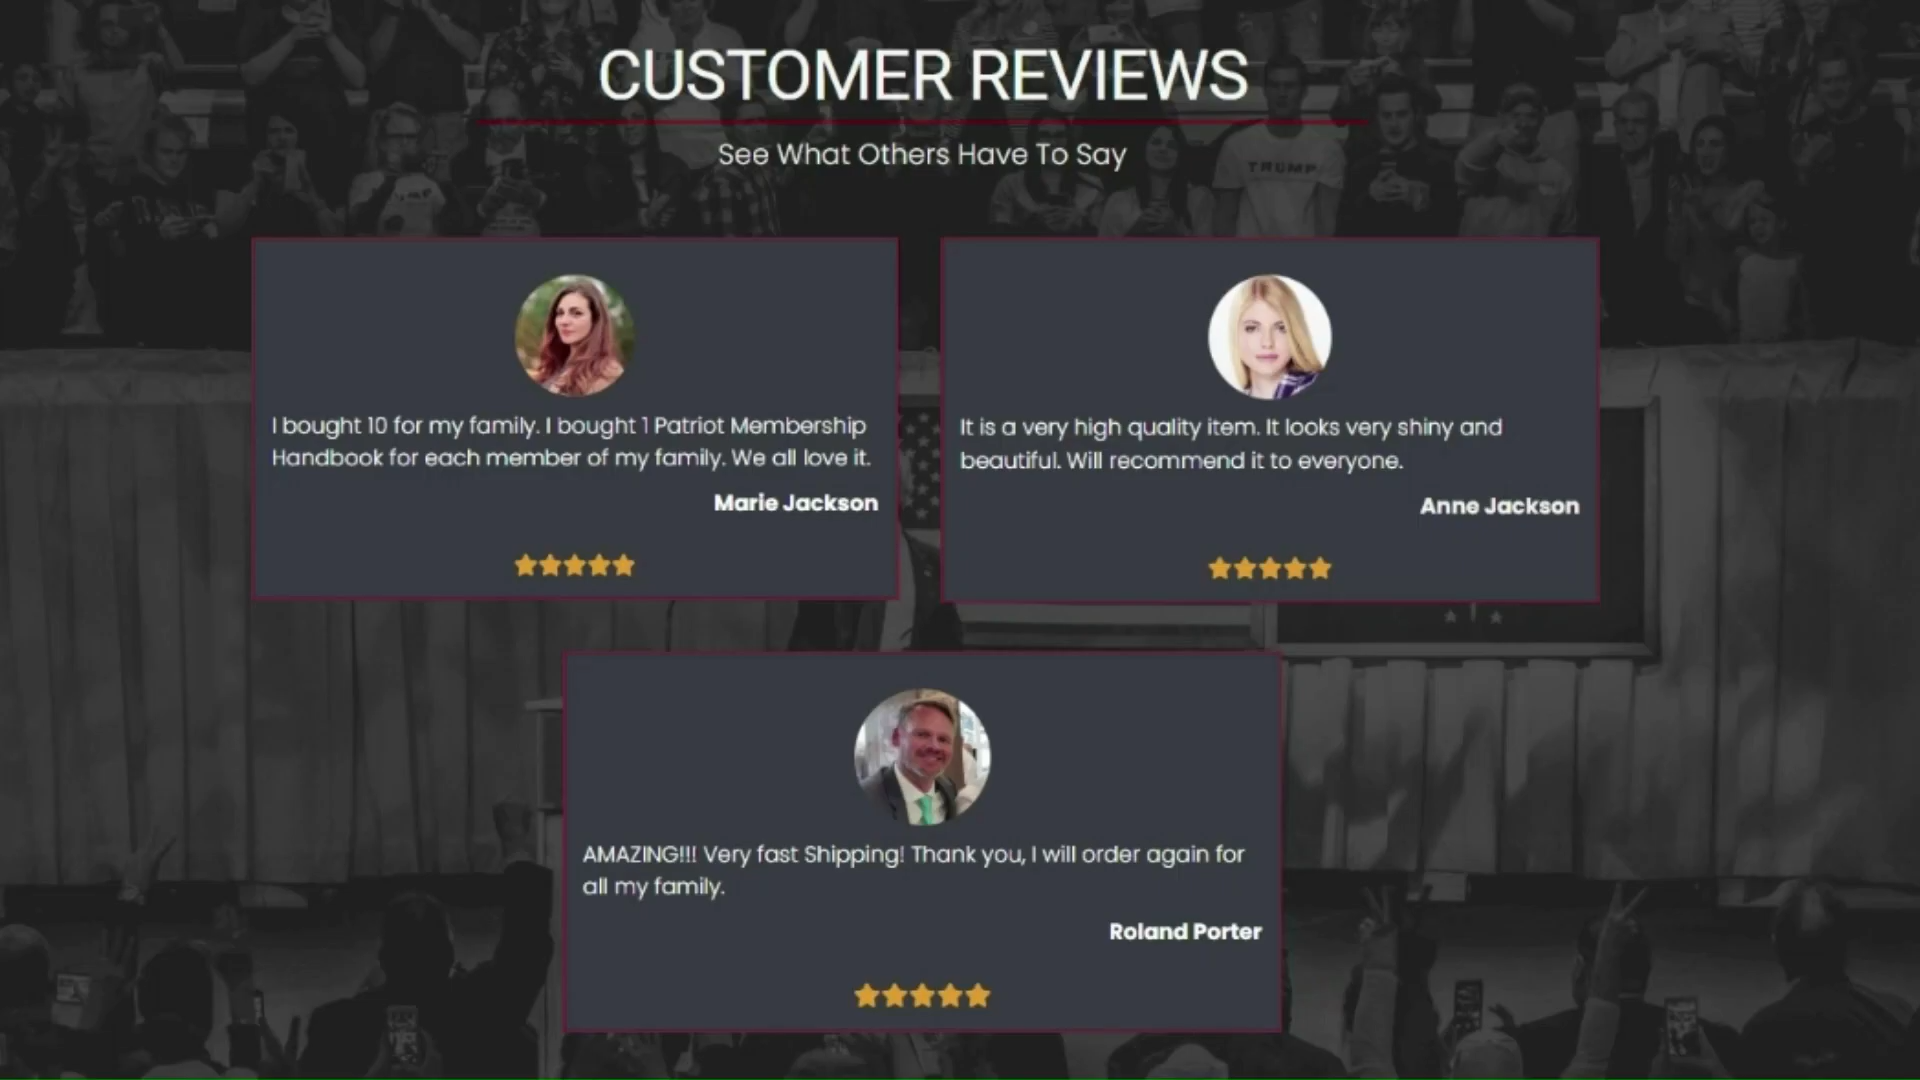 CUSTOMER REVIEWS
See What Others Have To Say
TRUMP
I bought 10 for my family. I bought 1 Patriot Membership
Handbook for each member of my family. We all love it.
Marie Jackson
It is a very high quality item. It looks very shiny and
beautiful. Will recommend it to everyone.
Anne Jackson
AMAZING!!! Very fast Shipping! Thank you, I will order again for
all my family.
Roland Porter